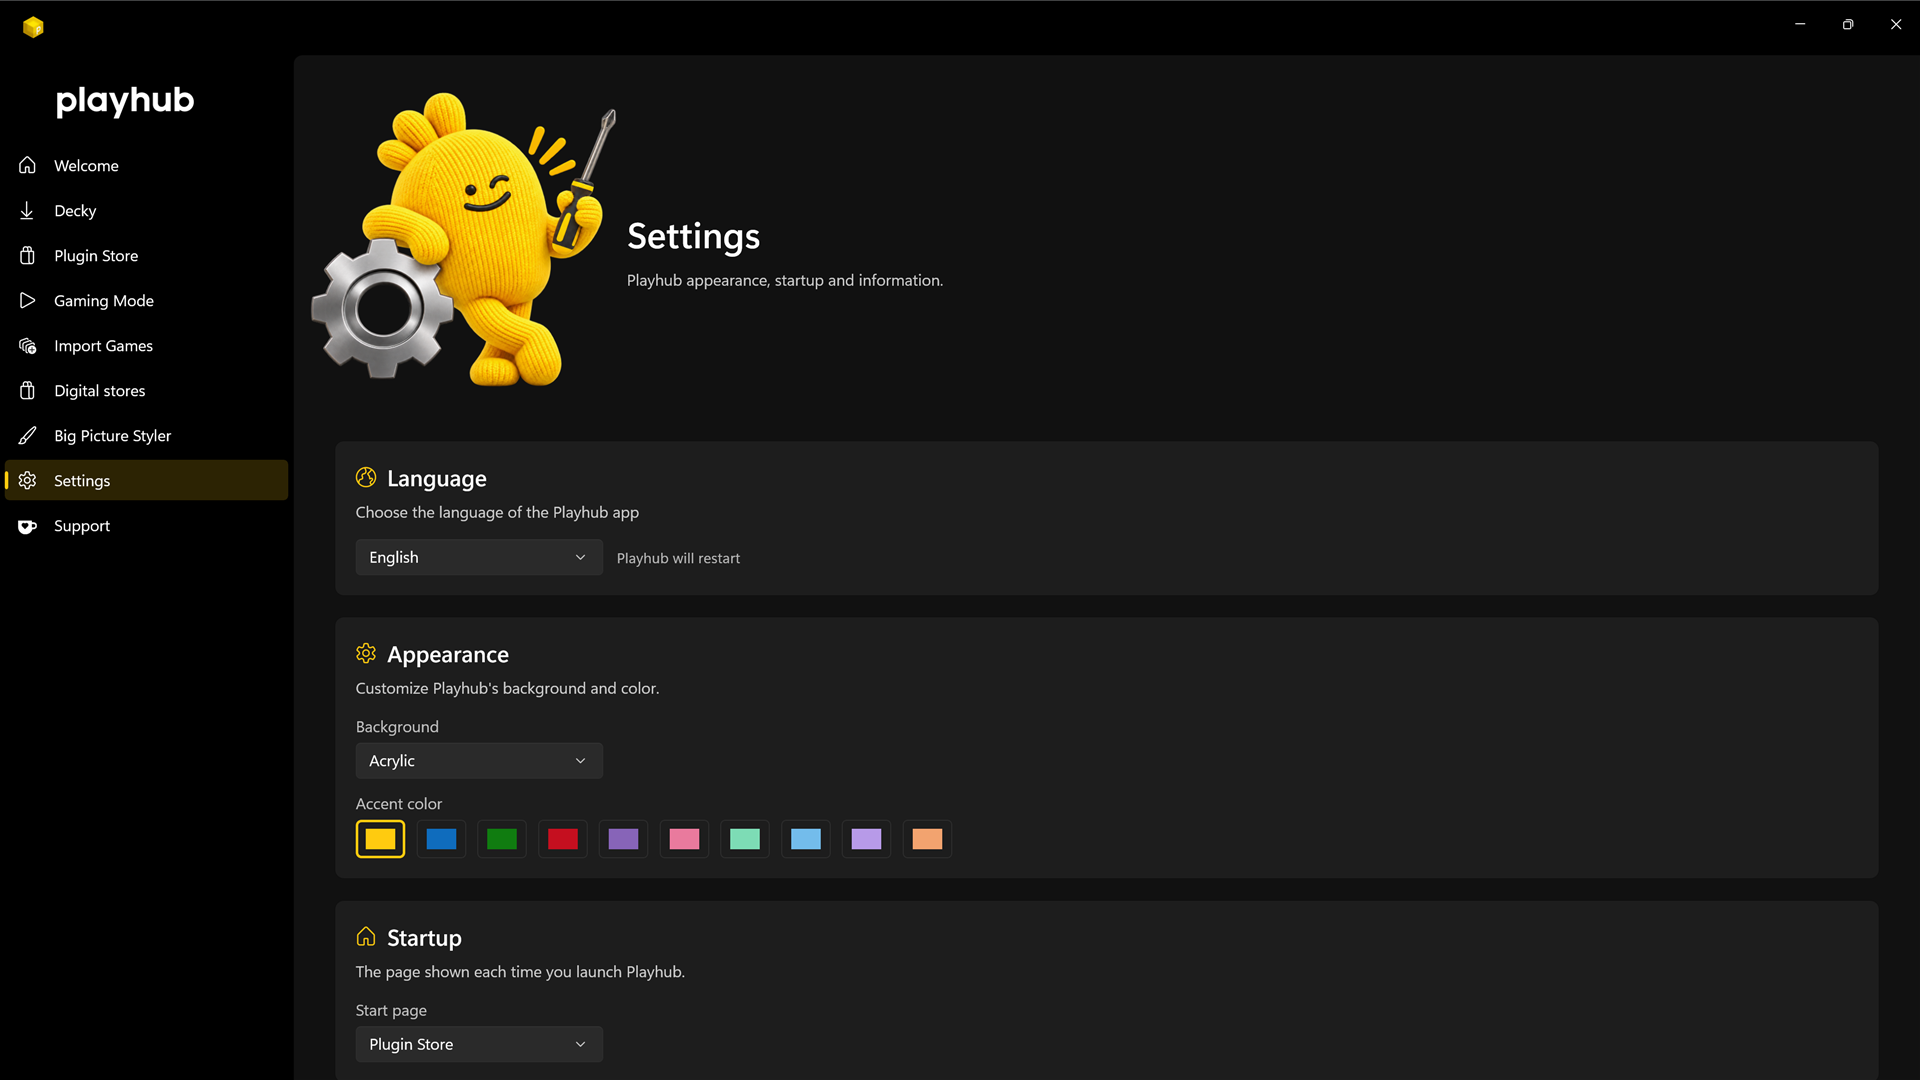 playhub
Welcome
Decky
Plugin Store
Gaming Mode
Import Games
Digital stores
Big Picture Styler
Settings
Support
Settings
Playhub appearance, startup and information.
Language
Choose the language of the Playhub app
English
Playhub will restart
Appearance
Customize Playhub's background and color.
Background
Acrylic
Accent color
Startup
The page shown each time you launch Playhub.
Start page
Plugin Store